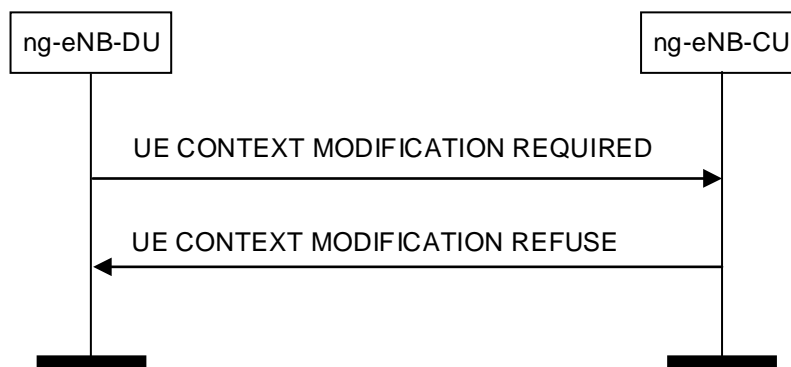 ng-eNB-DU
ng-eNB-CU
UE CONTEXT MODIFICATION REQUIRED
UE CONTEXT MODIFICATION REFUSE